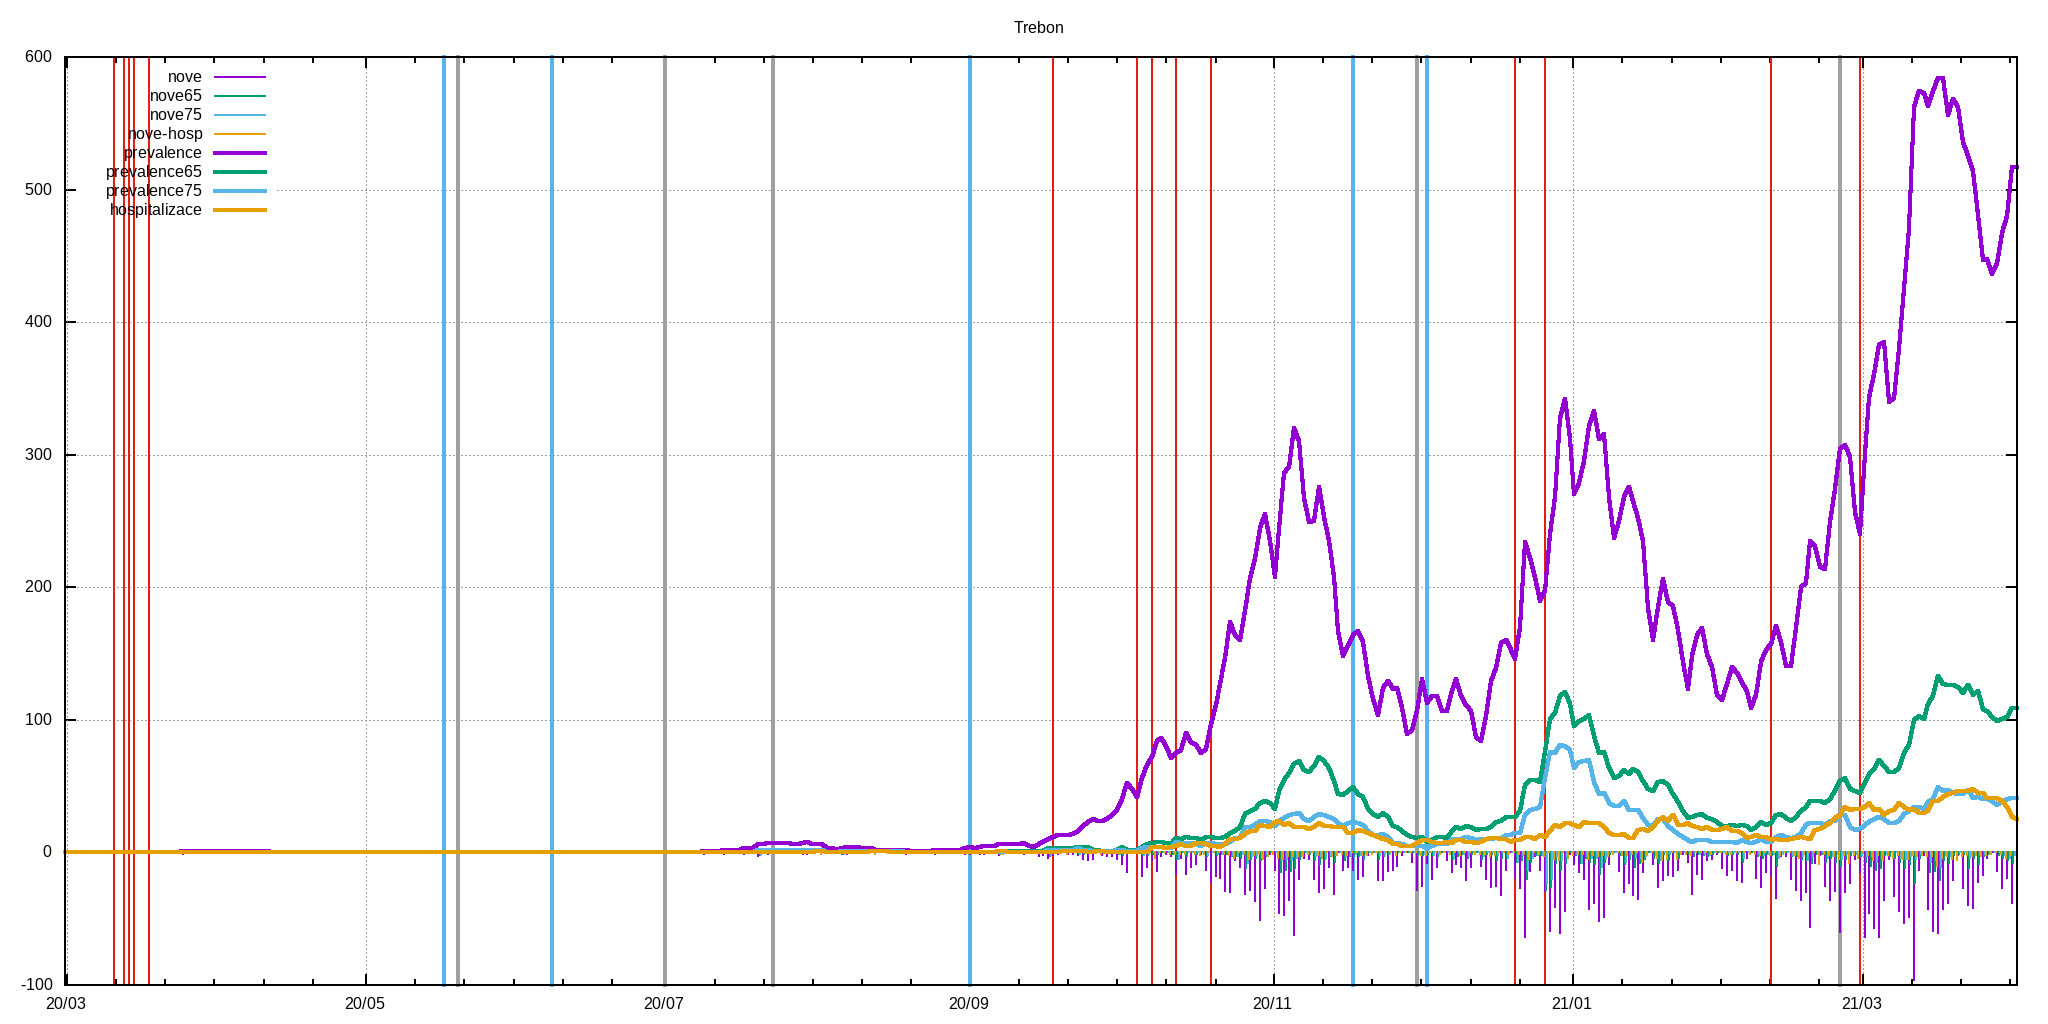 Trebon
600
nove
nove65
nove75
nove-hosp
prevalence
prevalence65
500
prevalence75
hospitalizace
400
300
200
100
0
-100
20/03 20/05 20/07 20/09 20/11 21/01 21/03